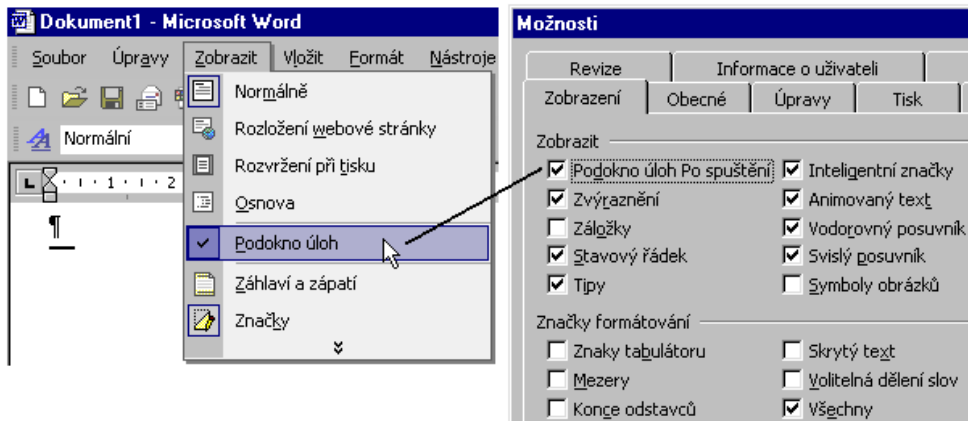 Dokument1 - Microsoft Word
Soubor Úpravy Zobrazit Vložit Formát Nástroje
Normální
1 2
Normálně
Rozložení webové stránky
Rozvržení při tisku
Osnova
Podokno úloh
Záhlaví a zápatí
Značky
Možnosti
Revize Informace o uživateli
Zobrazení Obecné Úpravy Tisk
Zobrazit
Podokno úloh Po spuštění Inteligentní značky
Zvýraznění Animovaný text
Záložky Vodorovný posuvník
Stavový řádek Svislý posuvník
Tipy Symboly obrázků
Značky formátování
Znaky tabulátoru Skrytý text
Mezery Volitelná dělení slov
Konce odstavců Všechny